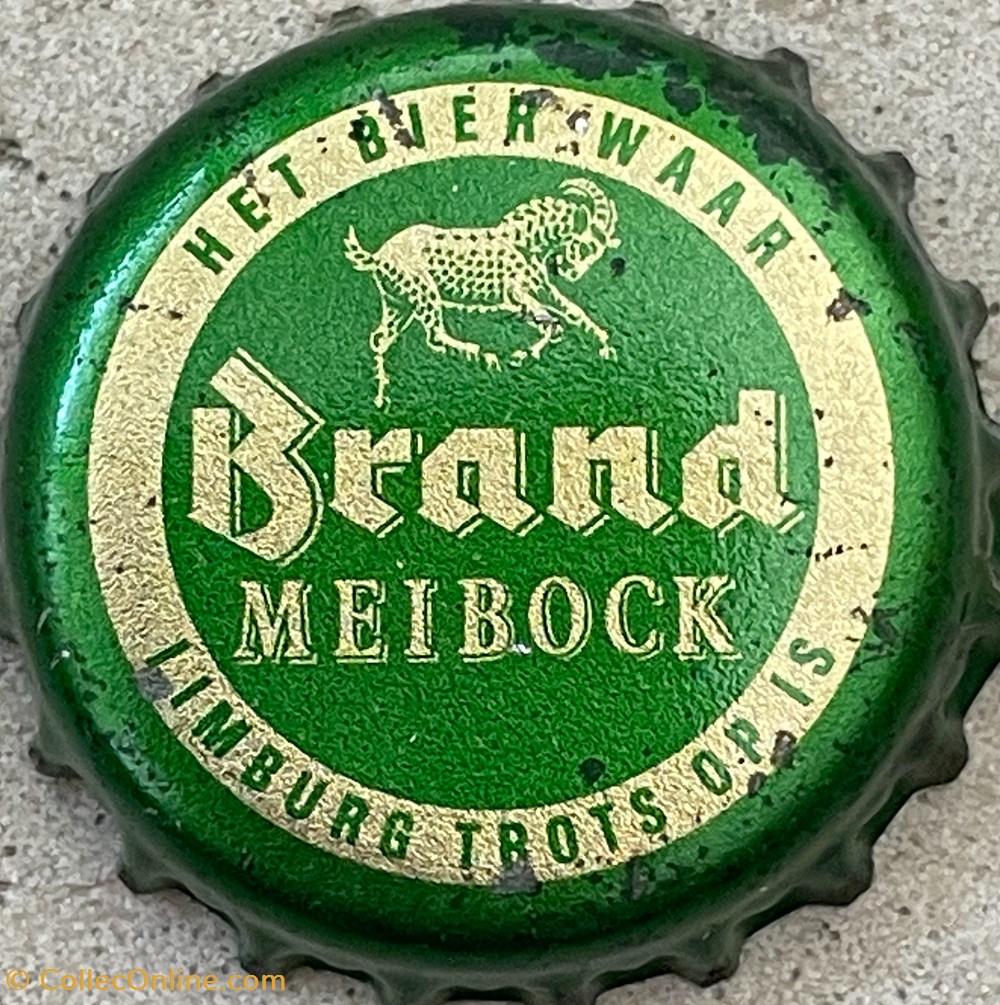 HET BIER WAAR
Brand
MEIBOCK
LIMBURG TROTS OP IS
© CollecOnline.com